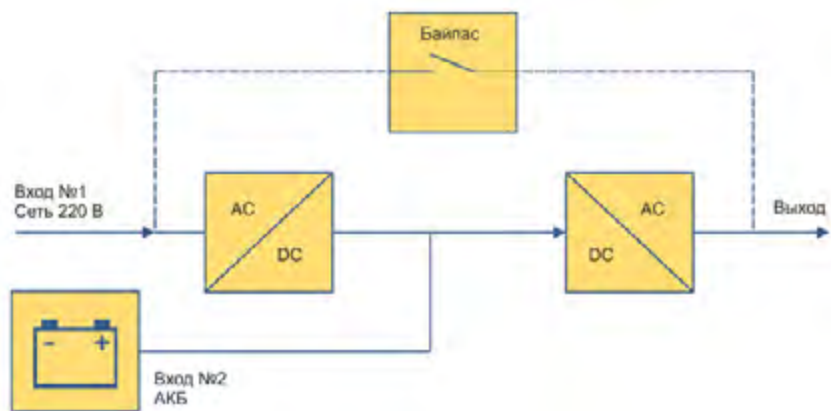 Байпас
Вход №1
Сеть 220 В
AC
DC
AC
DC
Выход
- +
Вход №2
АКБ